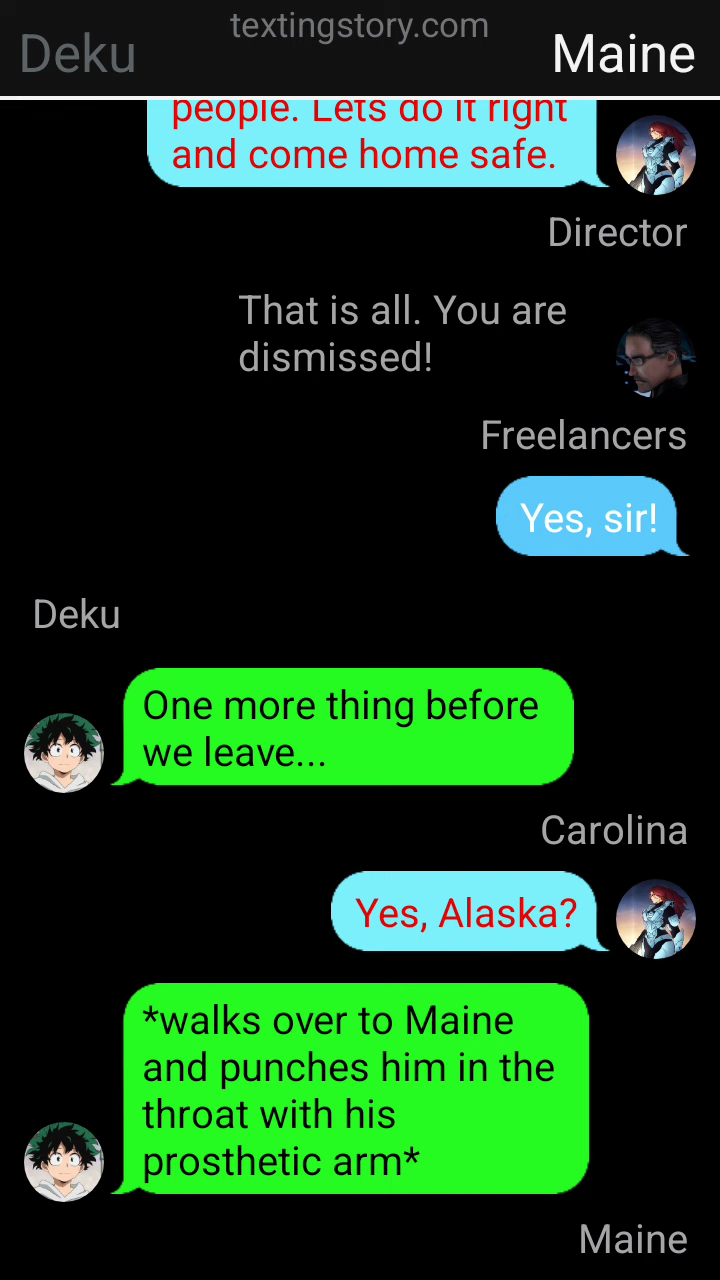 textingstory.com
Deku
Maine
people. Lets do it right
and come home safe.
Director
That is all. You are
dismissed!
Freelancers
Yes, sir!
Deku
One more thing before
we leave...
Carolina
Yes, Alaska?
*walks over to Maine
and punches him in the
throat with his
prosthetic arm*
Maine